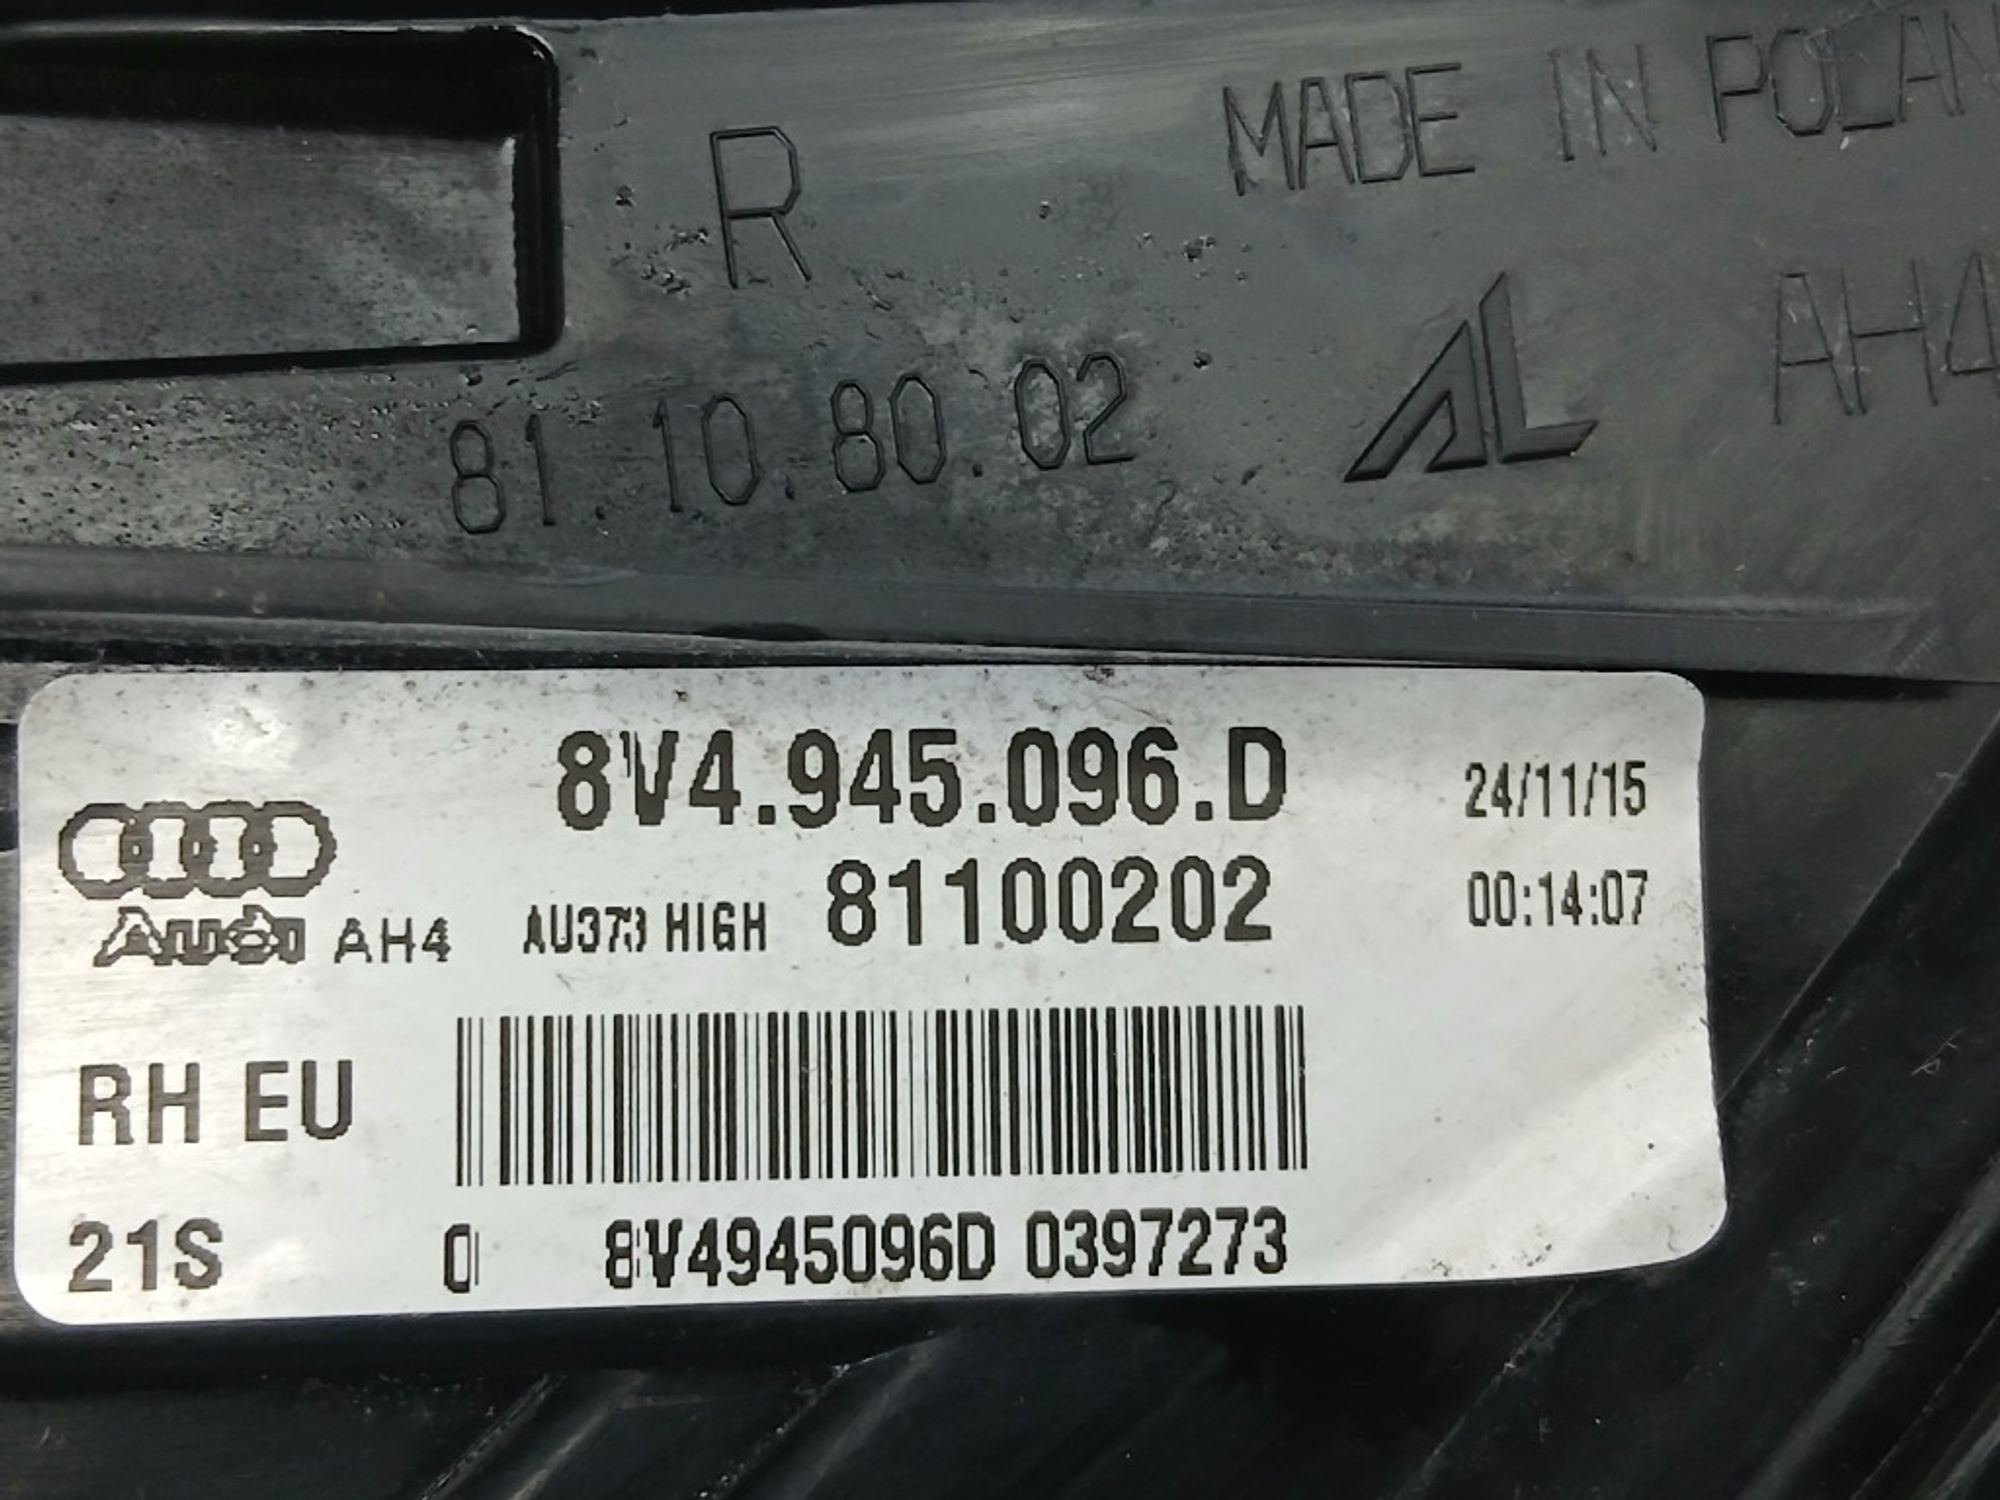 R
MADE IN POLAN
81.10.80.02
AL
AH4
8V4.945.096.D
24/11/15
Audi AH4
AU373 HIGH 81100202
00:14:07
RH EU
21S
0 8V4945096D 0397273